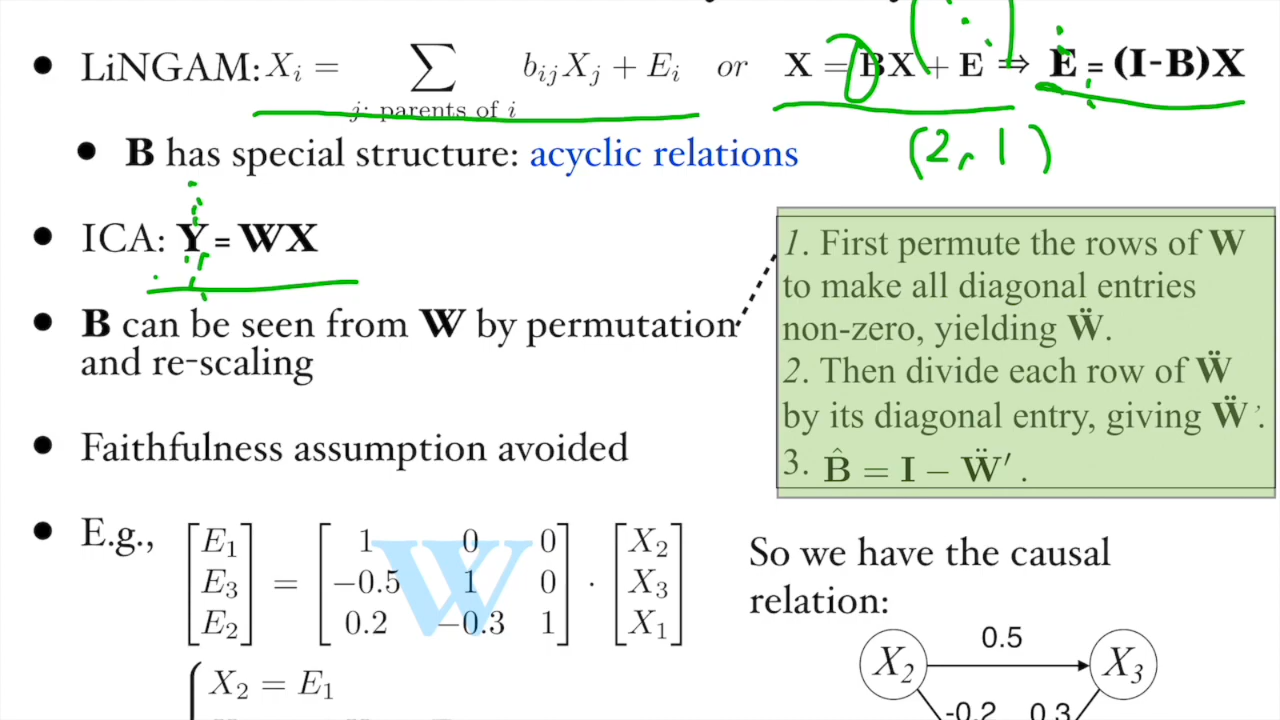 • LiNGAM: Xᵢ = ∑ j: parents of i bᵢⱼXⱼ + Eᵢ or X = BX + E ⇒ E = (I-B)X
(2, 1)
• B has special structure: acyclic relations
• ICA: Y = WX
• B can be seen from W by permutation
and re-scaling
1. First permute the rows of W
to make all diagonal entries
non-zero, yielding Ẅ.
2. Then divide each row of Ẅ
by its diagonal entry, giving Ẅ'.
3. B̂ = I − Ẅ′ .
• Faithfulness assumption avoided
• E.g., [E₁ E₃ E₂] = [1 0 0; −0.5 1 0; 0.2 −0.3 1] · [X₂ X₃ X₁]
W
X₂ = E₁
So we have the causal
relation:
0.5
X₂ X₃
-0.2 0.3